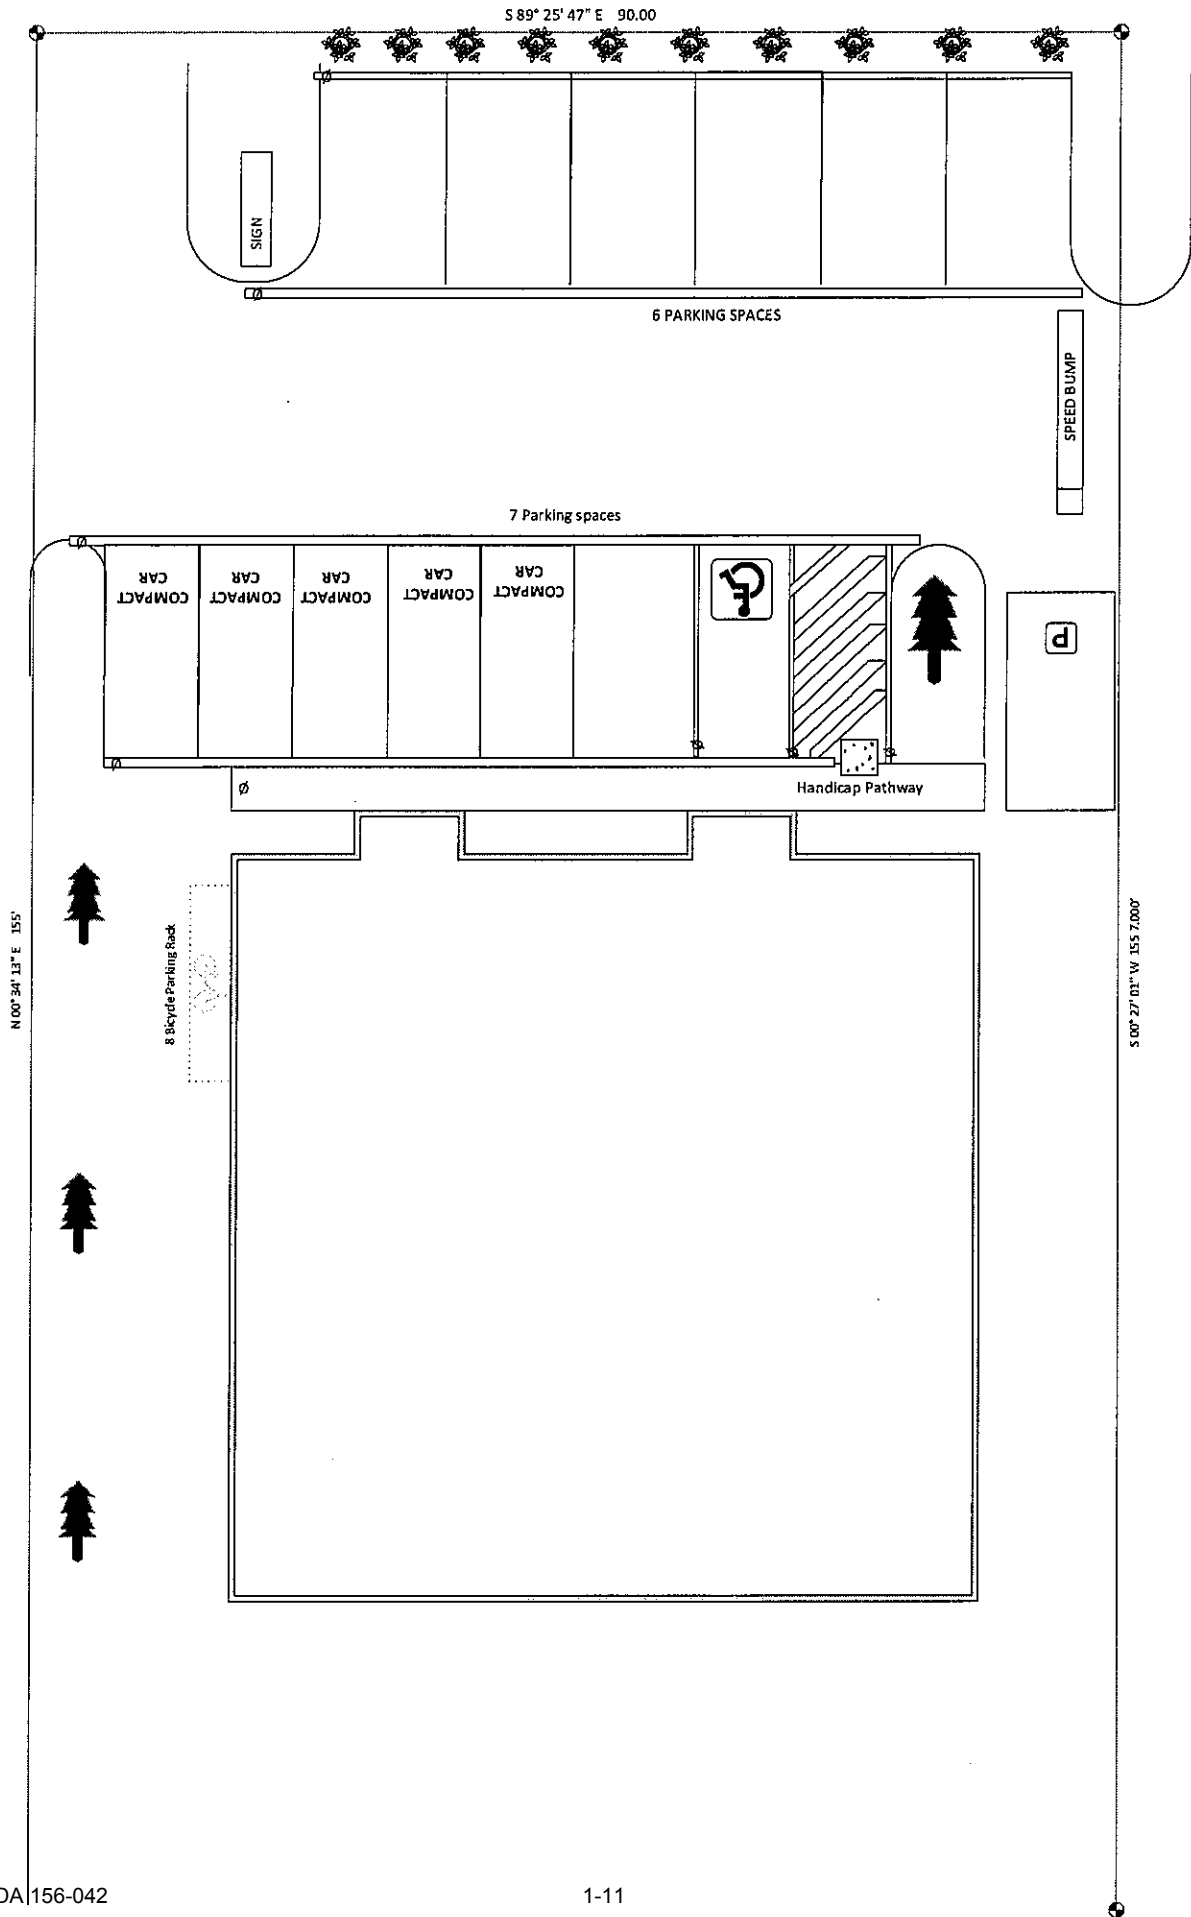 S 89° 25' 47" E 90.00
SIGN
6 PARKING SPACES
SPEED BUMP
7 Parking spaces
COMPACT
CAR
COMPACT
CAR
COMPACT
CAR
COMPACT
CAR
COMPACT
CAR
P
Handicap Pathway
8 Bicycle Parking Rack
N 00° 34' 13" E 155'
S 00° 27' 01" W 155 7.000'
DA 156-042
1-11